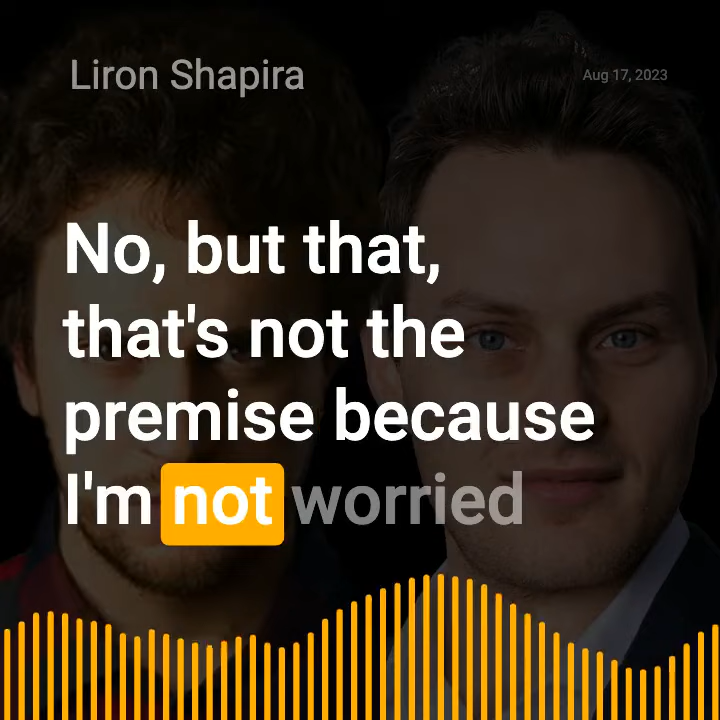 Liron Shapira
Aug 17, 2023
No, but that,
that's not the
premise because
I'm not worried